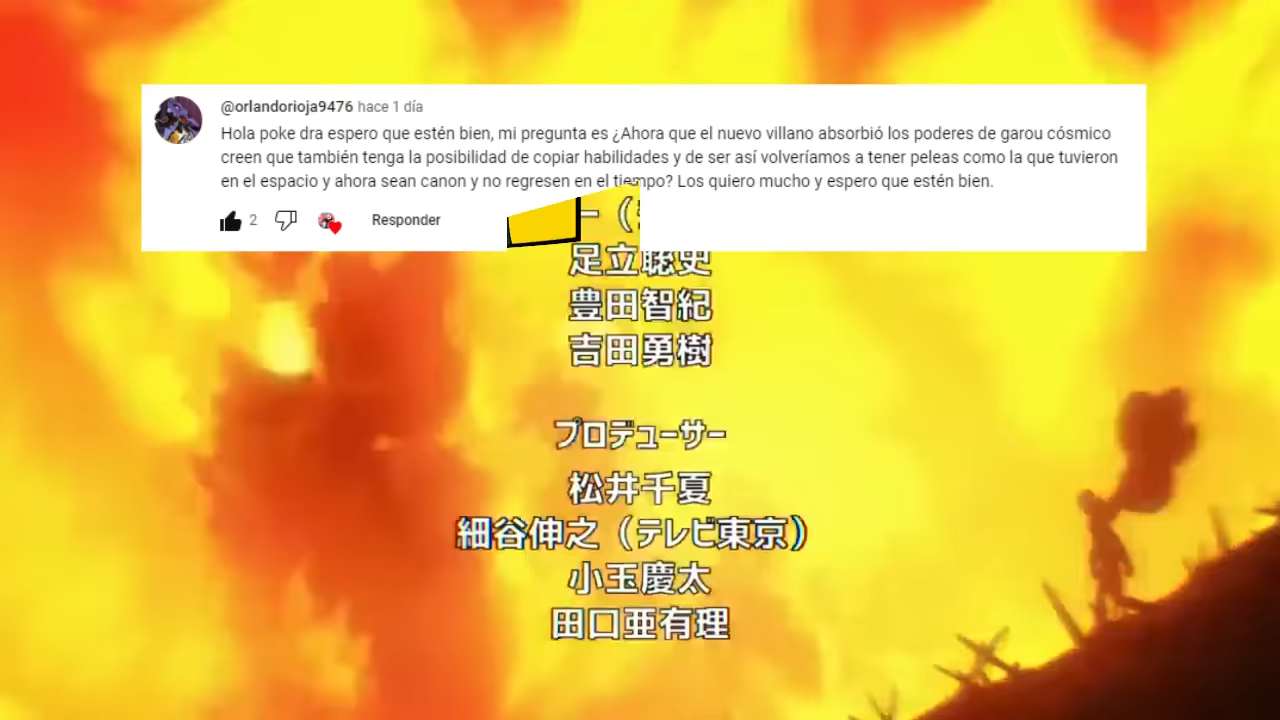 @orlandorioja9476 hace 1 día
Hola poke dra espero que estén bien, mi pregunta es ¿Ahora que el nuevo villano absorbió los poderes de garou cósmico
creen que también tenga la posibilidad de copiar habilidades y de ser así volveríamos a tener peleas como la que tuvieron
en el espacio y ahora sean canon y no regresen en el tiempo? Los quiero mucho y espero que estén bien.
2 Responder
ー（
足立聡史
豊田智紀
吉田勇樹
プロデューサー
松井千夏
細谷伸之（テレビ東京）
小玉慶太
田口亜有理